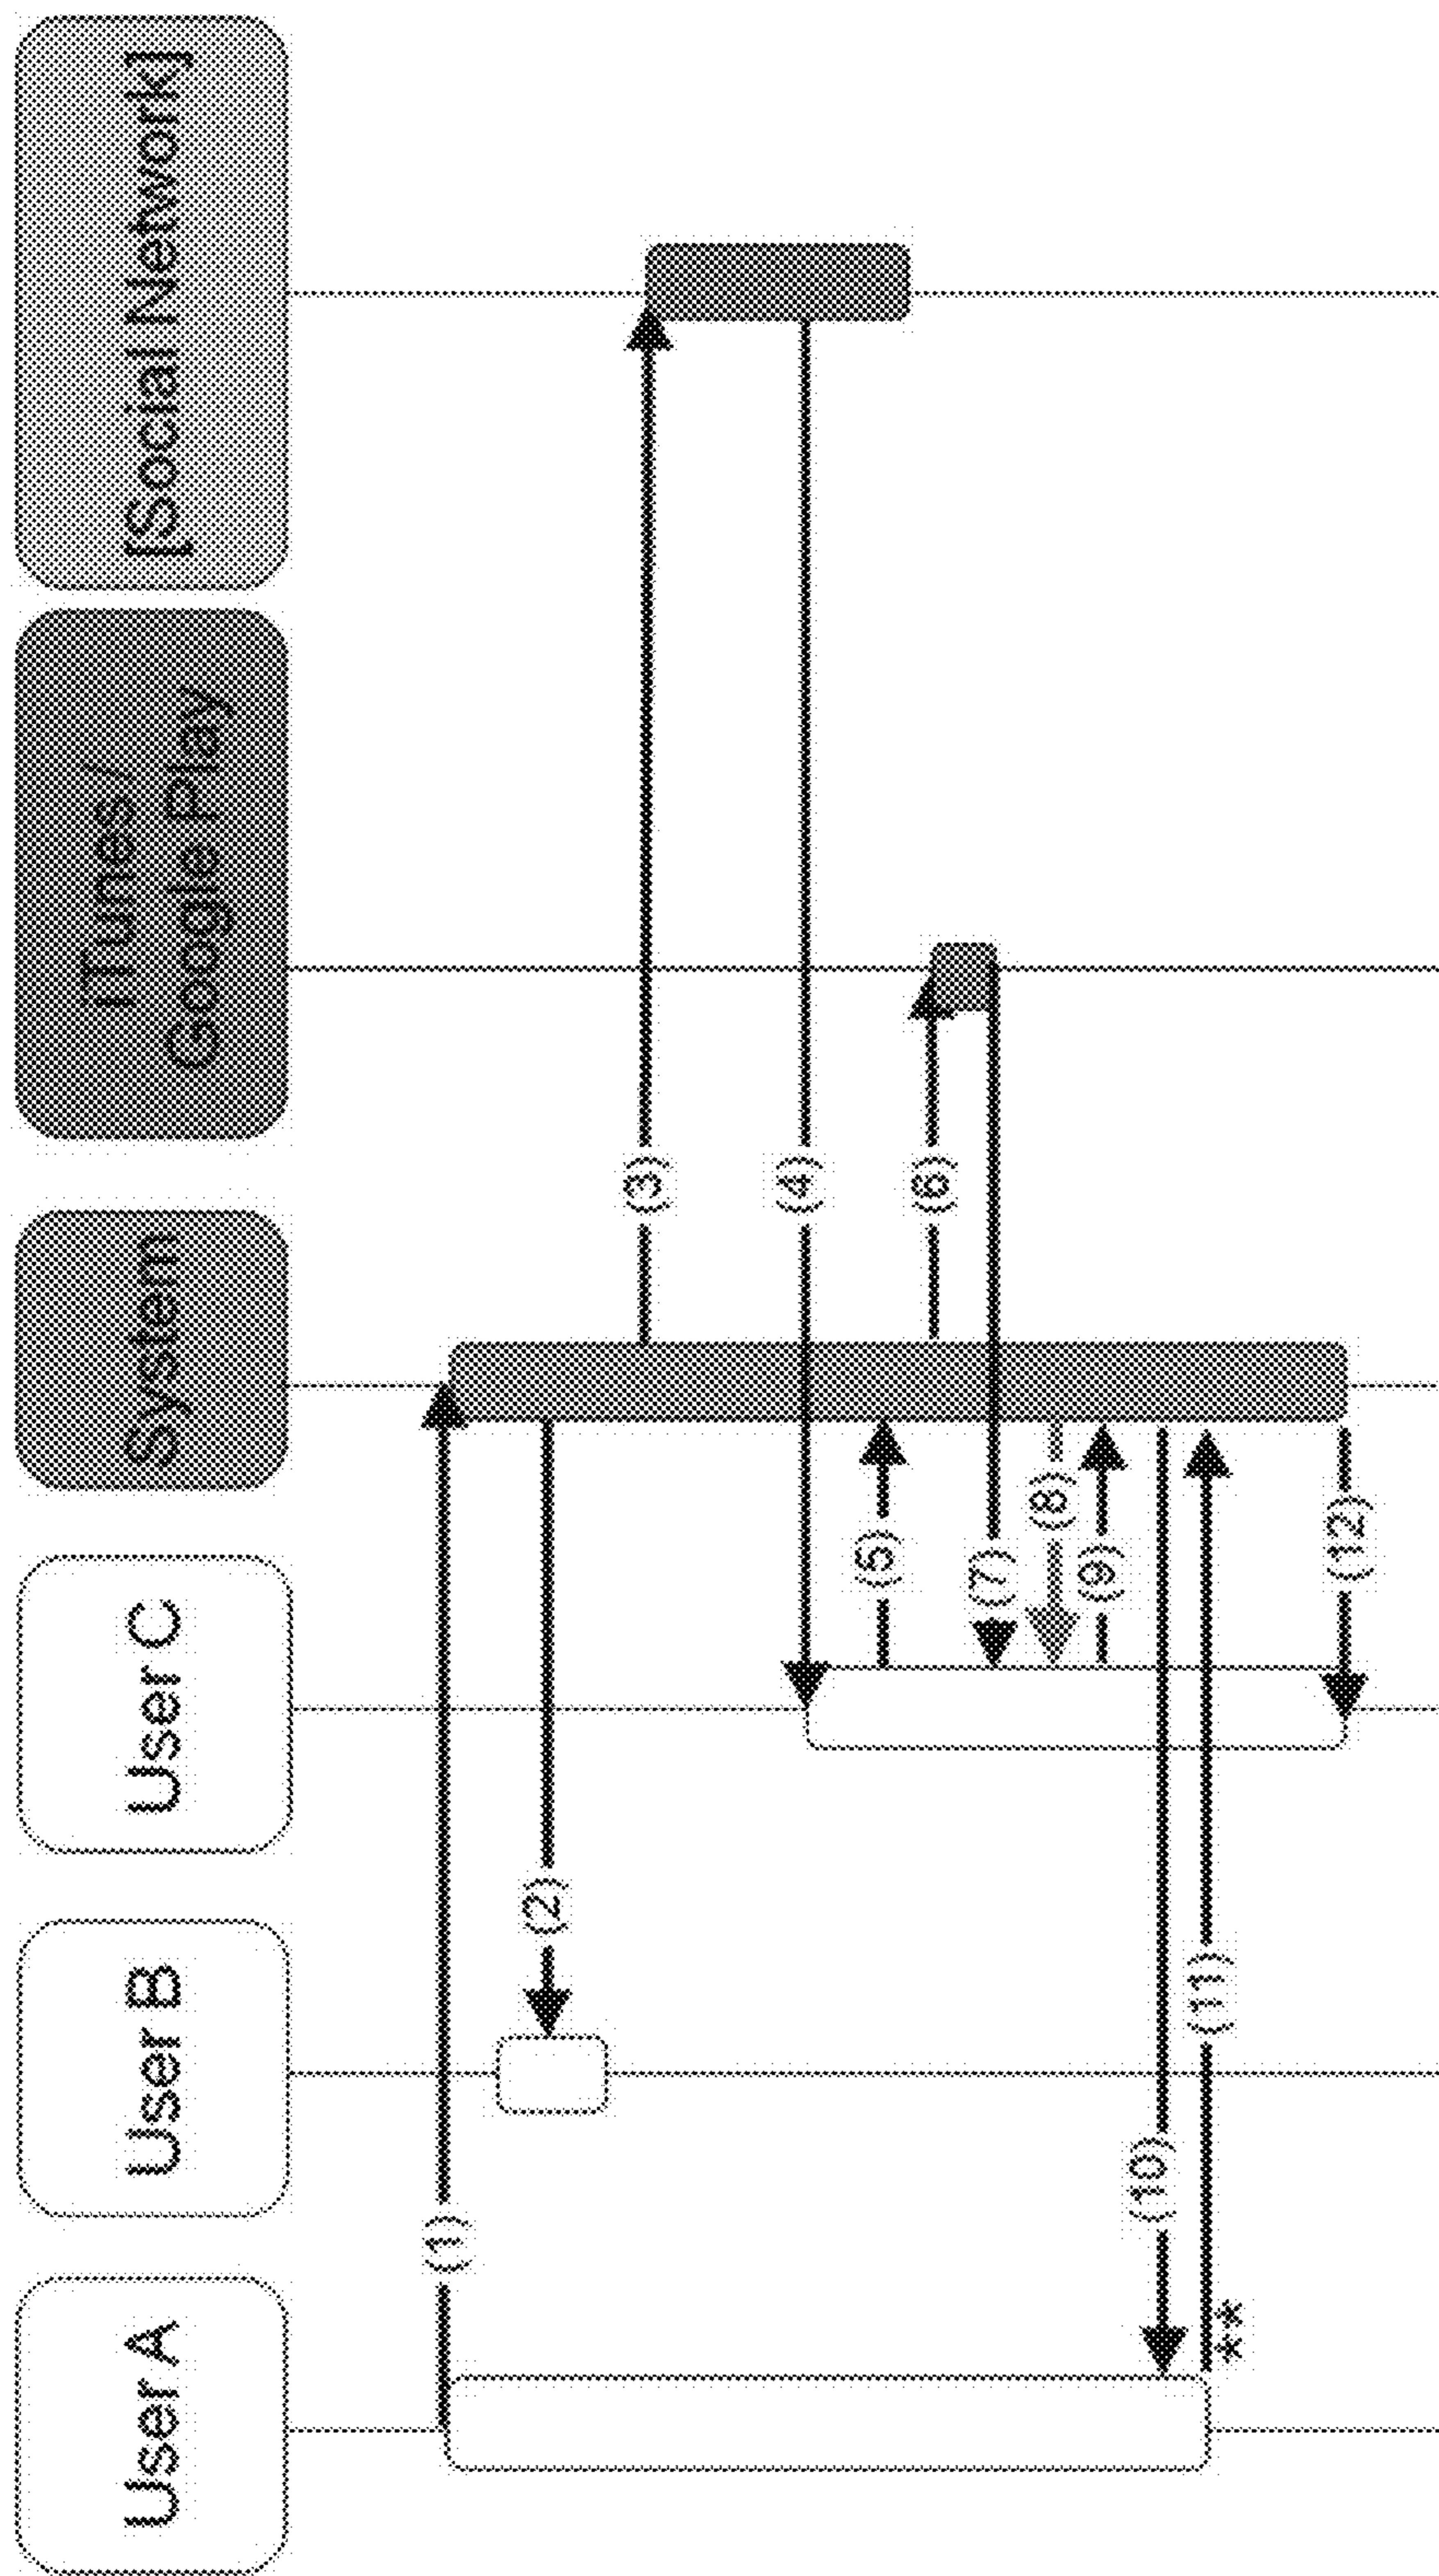 User A
User B
User C
System
iTunes /
Google Play
[Social Network]
(1)
(2)
(3)
(4)
(5)
(6)
(7)
(8)
(9)
(10)
(11)
**
(12)